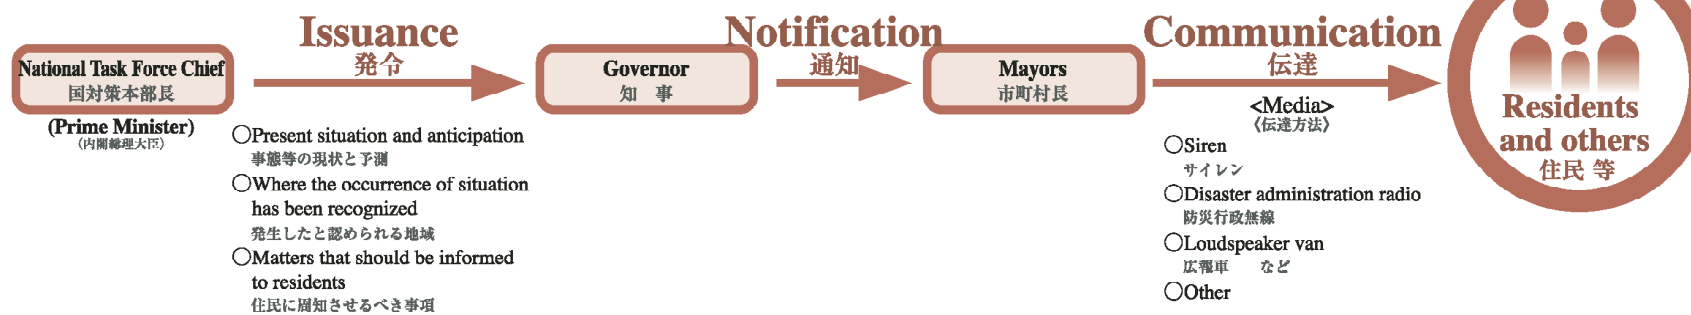 Issuance
発令
Notification
通知
Communication
伝達
National Task Force Chief
国対策本部長
(Prime Minister)
(内閣総理大臣)
Governor
知 事
Mayors
市町村長
Residents
and others
住民 等
○Present situation and anticipation
事態等の現状と予測
○Where the occurrence of situation
has been recognized
発生したと認められる地域
○Matters that should be informed
to residents
住民に周知させるべき事項
<Media>
〈伝達方法〉
○Siren
サイレン
○Disaster administration radio
防災行政無線
○Loudspeaker van
広報車 など
○Other